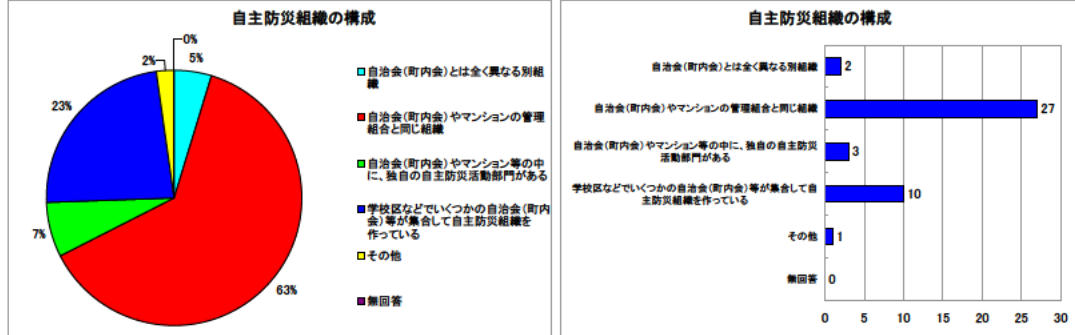 自主防災組織の構成
0%
5%
2%
23%
7%
63%
自治会(町内会)とは全く異なる別組
織
自治会(町内会)やマンションの管理
組合と同じ組織
自治会(町内会)やマンション等の中
に、独自の自主防災活動部門がある
学校区などでいくつかの自治会(町内
会)等が集合して自主防災組織を
作っている
その他
無回答
自主防災組織の構成
自治会(町内会)とは全く異なる別組織
2
自治会(町内会)やマンションの管理組合と同じ組織
27
自治会(町内会)やマンション等の中に、独自の自主防災
活動部門がある
3
学校区などでいくつかの自治会(町内会)等が集合して自
主防災組織を作っている
10
その他
1
無回答
0
0 5 10 15 20 25 30